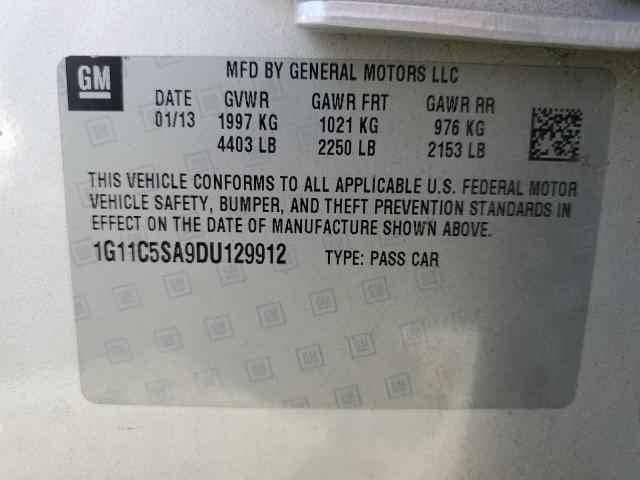 GM
MFD BY GENERAL MOTORS LLC
DATE GVWR GAWR FRT GAWR RR
01/13 1997 KG 1021 KG 976 KG
4403 LB 2250 LB 2153 LB
THIS VEHICLE CONFORMS TO ALL APPLICABLE U.S. FEDERAL MOTOR
VEHICLE SAFETY, BUMPER, AND THEFT PREVENTION STANDARDS IN
EFFECT ON THE DATE OF MANUFACTURE SHOWN ABOVE.
1G11C5SA9DU129912 TYPE: PASS CAR